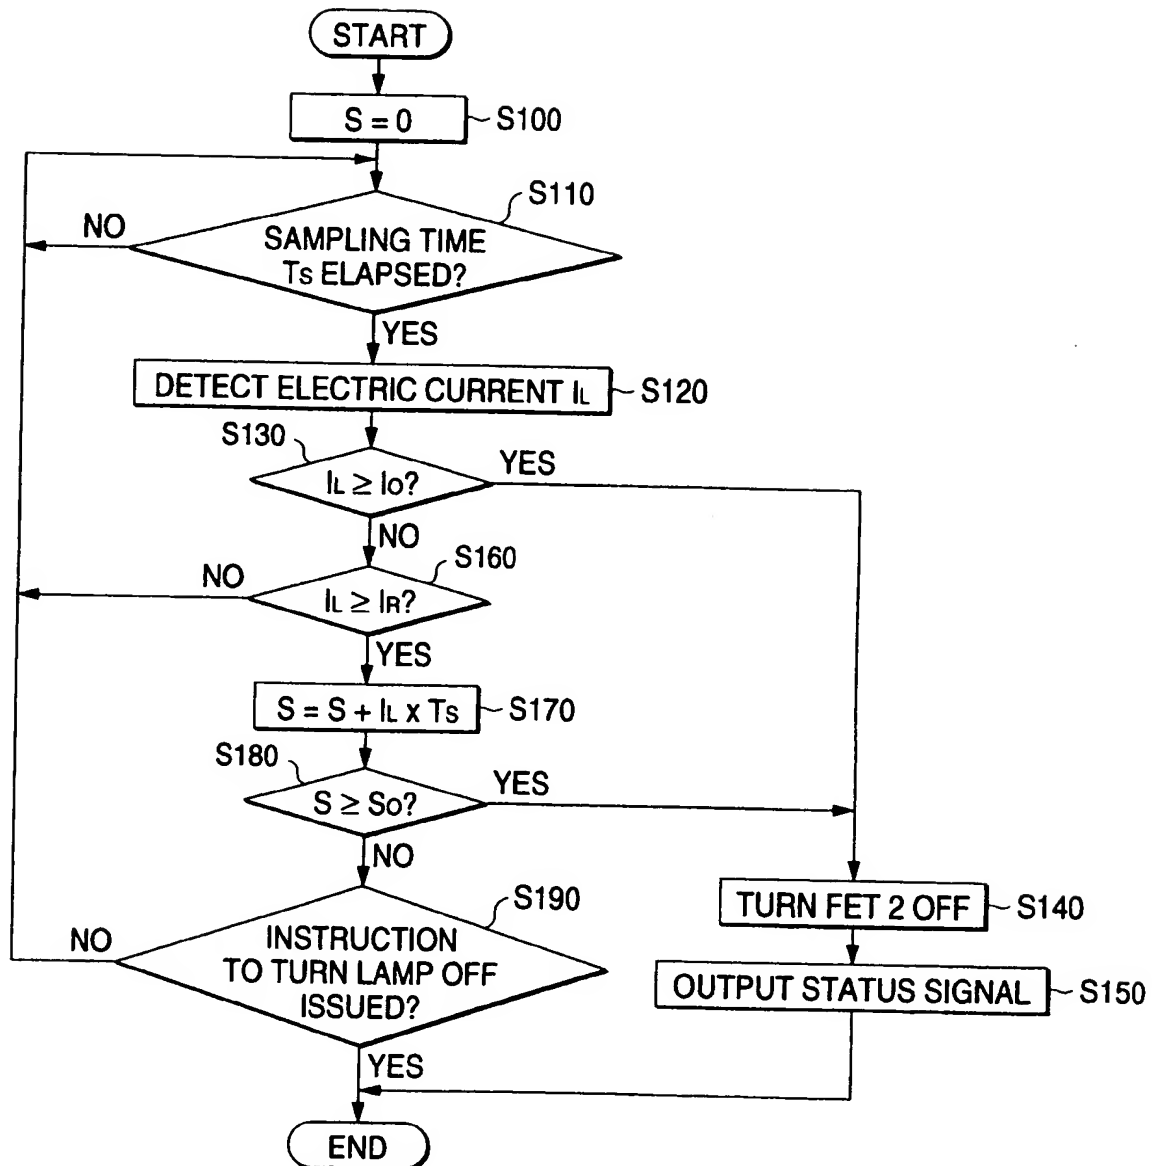 START
S = 0
S100
S110
NO
SAMPLING TIME
Ts ELAPSED?
YES
DETECT ELECTRIC CURRENT IL
S120
S130
IL ≥ IO?
YES
NO
S160
NO
IL ≥ IR?
YES
S = S + IL x Ts
S170
S180
S ≥ SO?
YES
NO
S190
NO
INSTRUCTION
TO TURN LAMP OFF
ISSUED?
TURN FET 2 OFF
S140
OUTPUT STATUS SIGNAL
S150
YES
END